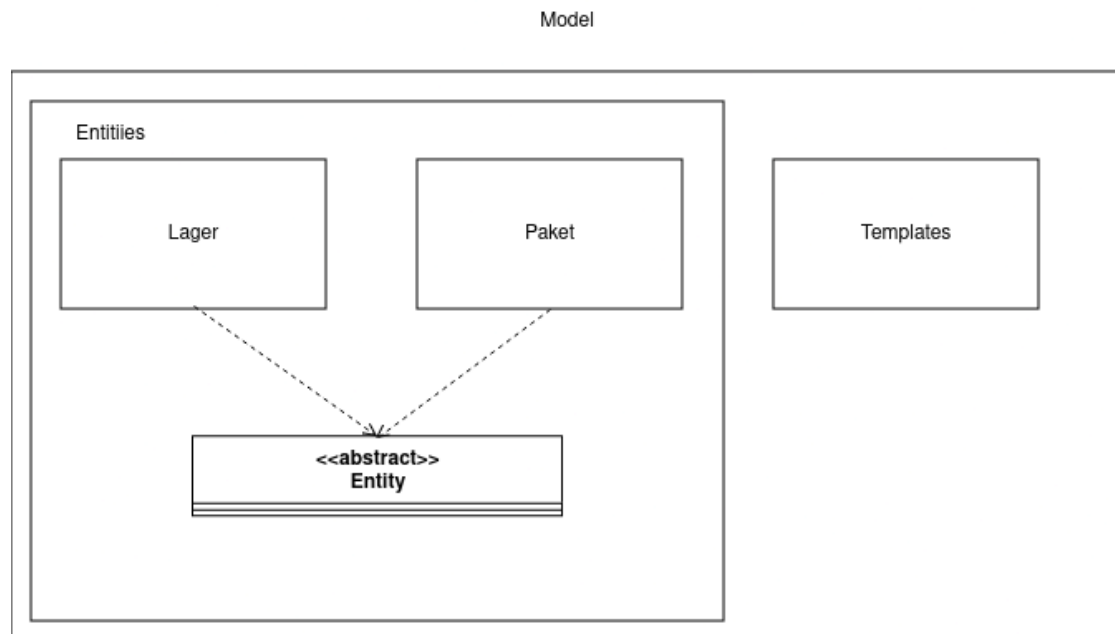 Model
Entitiies
Lager
Paket
Templates
<<abstract>>
Entity